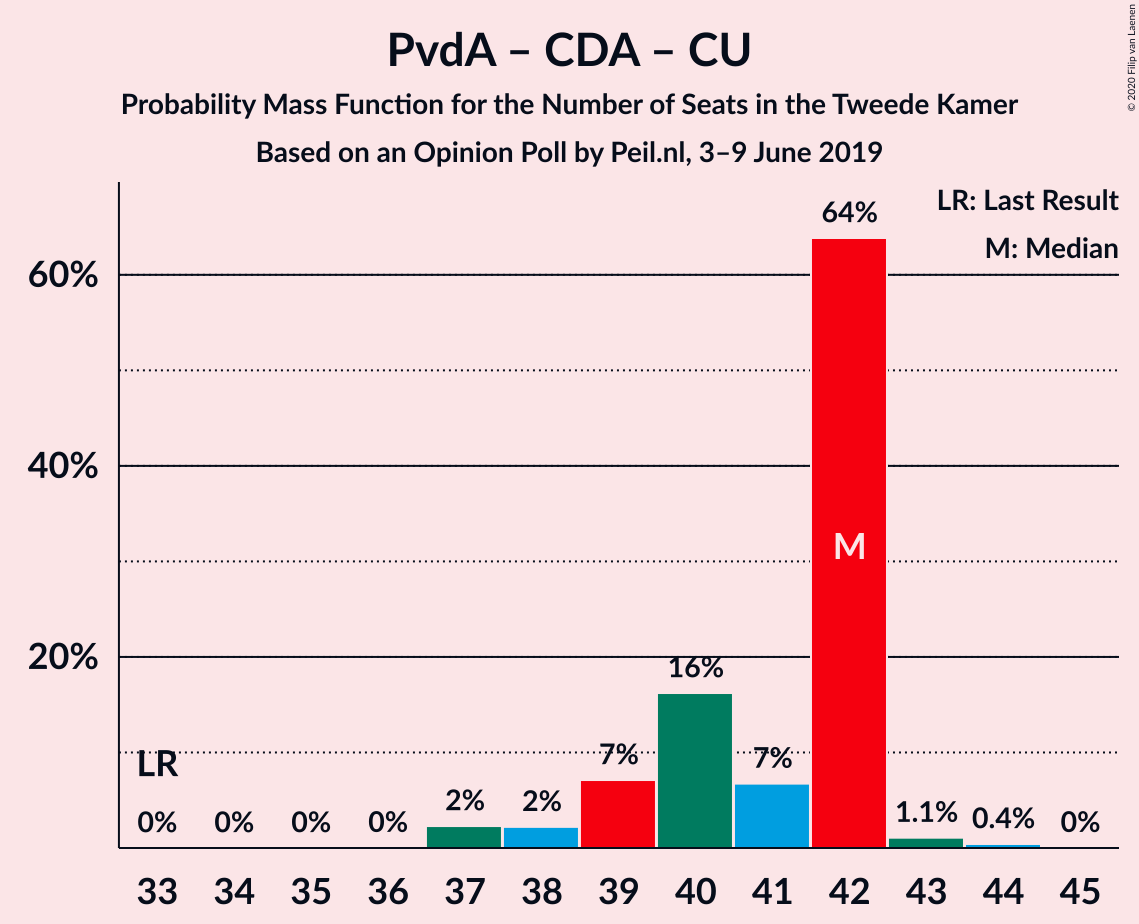 PvdA – CDA – CU
Probability Mass Function for the Number of Seats in the Tweede Kamer
Based on an Opinion Poll by Peil.nl, 3–9 June 2019
© 2020 Filip van Laenen
LR: Last Result
M: Median
60%
40%
20%
LR
0% 0% 0% 0% 2% 2% 7% 16% 7% 64% 1.1% 0.4% 0%
M
33 34 35 36 37 38 39 40 41 42 43 44 45